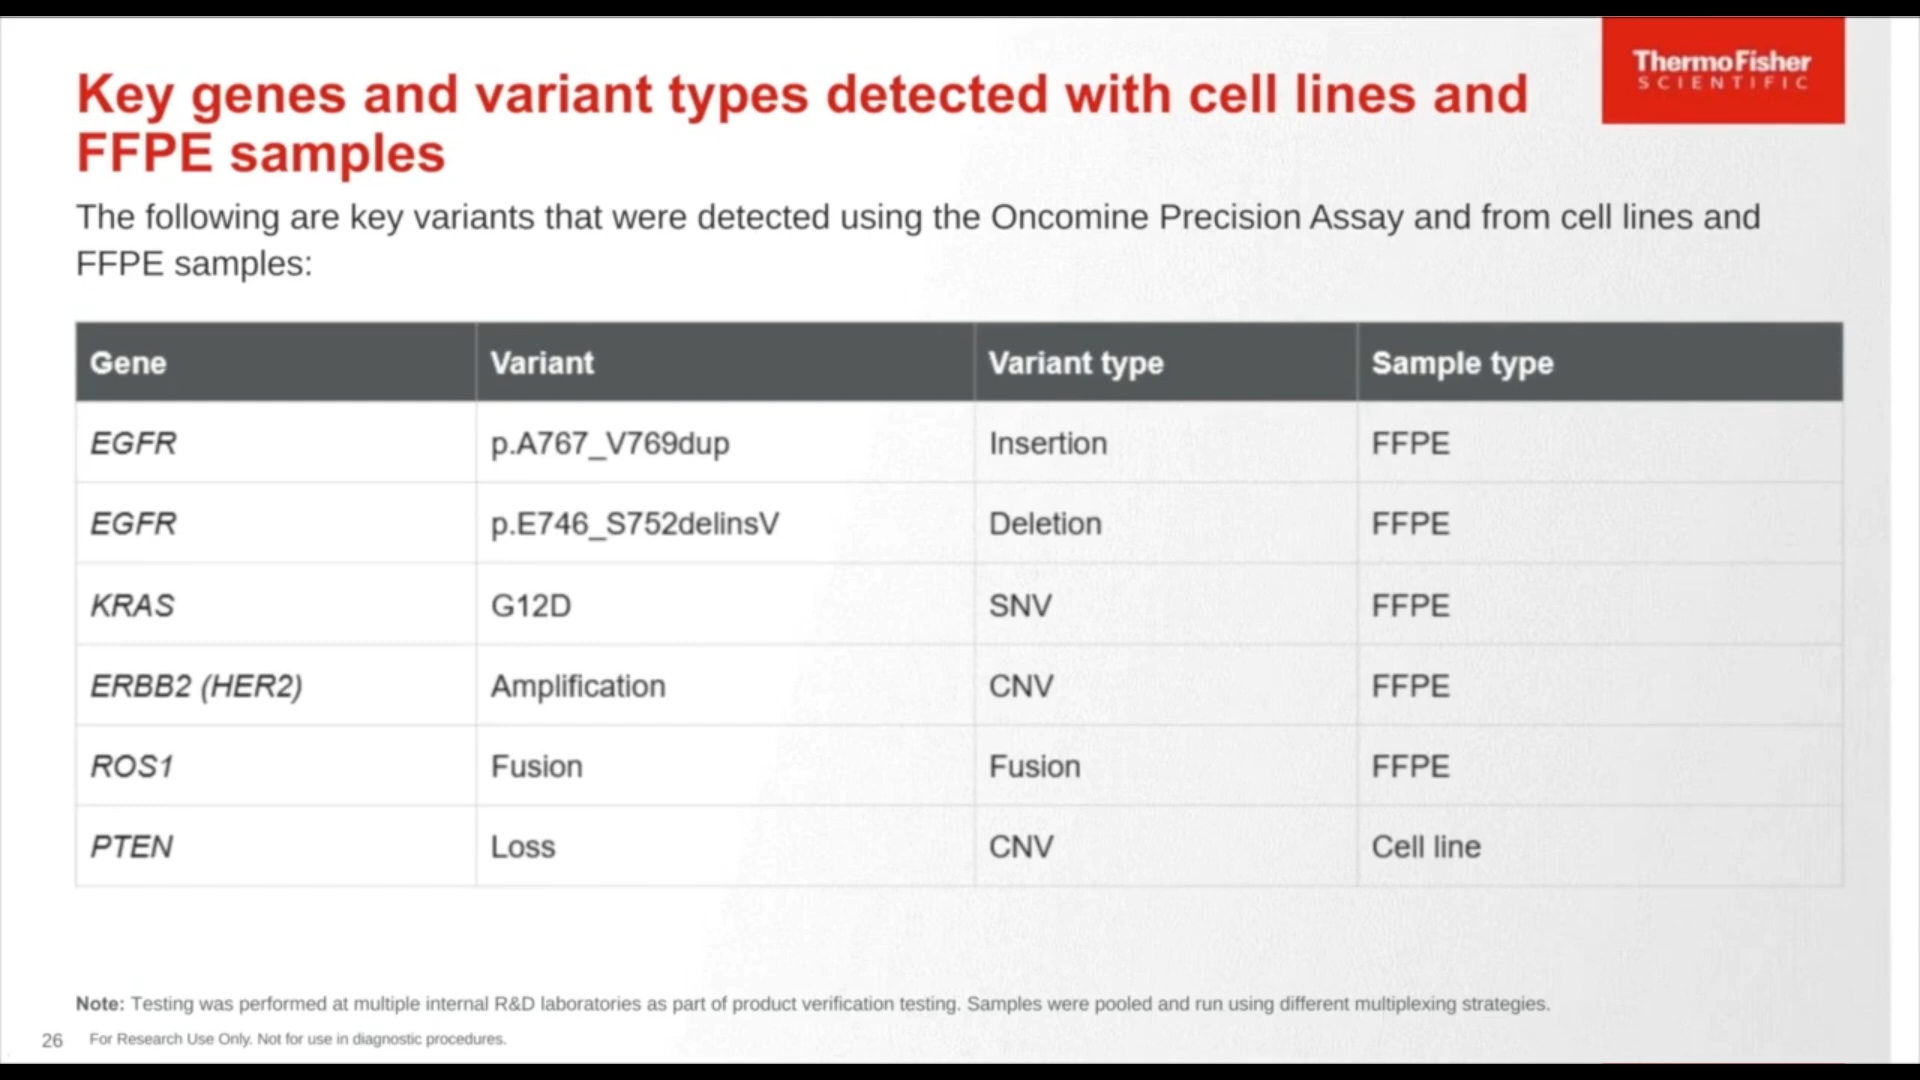 ThermoFisher
SCIENTIFIC
Key genes and variant types detected with cell lines and
FFPE samples
The following are key variants that were detected using the Oncomine Precision Assay and from cell lines and
FFPE samples:
Gene Variant Variant type Sample type
EGFR p.A767_V769dup Insertion FFPE
EGFR p.E746_S752delinsV Deletion FFPE
KRAS G12D SNV FFPE
ERBB2 (HER2) Amplification CNV FFPE
ROS1 Fusion Fusion FFPE
PTEN Loss CNV Cell line
Note: Testing was performed at multiple internal R&D laboratories as part of product verification testing. Samples were pooled and run using different multiplexing strategies.
26 For Research Use Only. Not for use in diagnostic procedures.